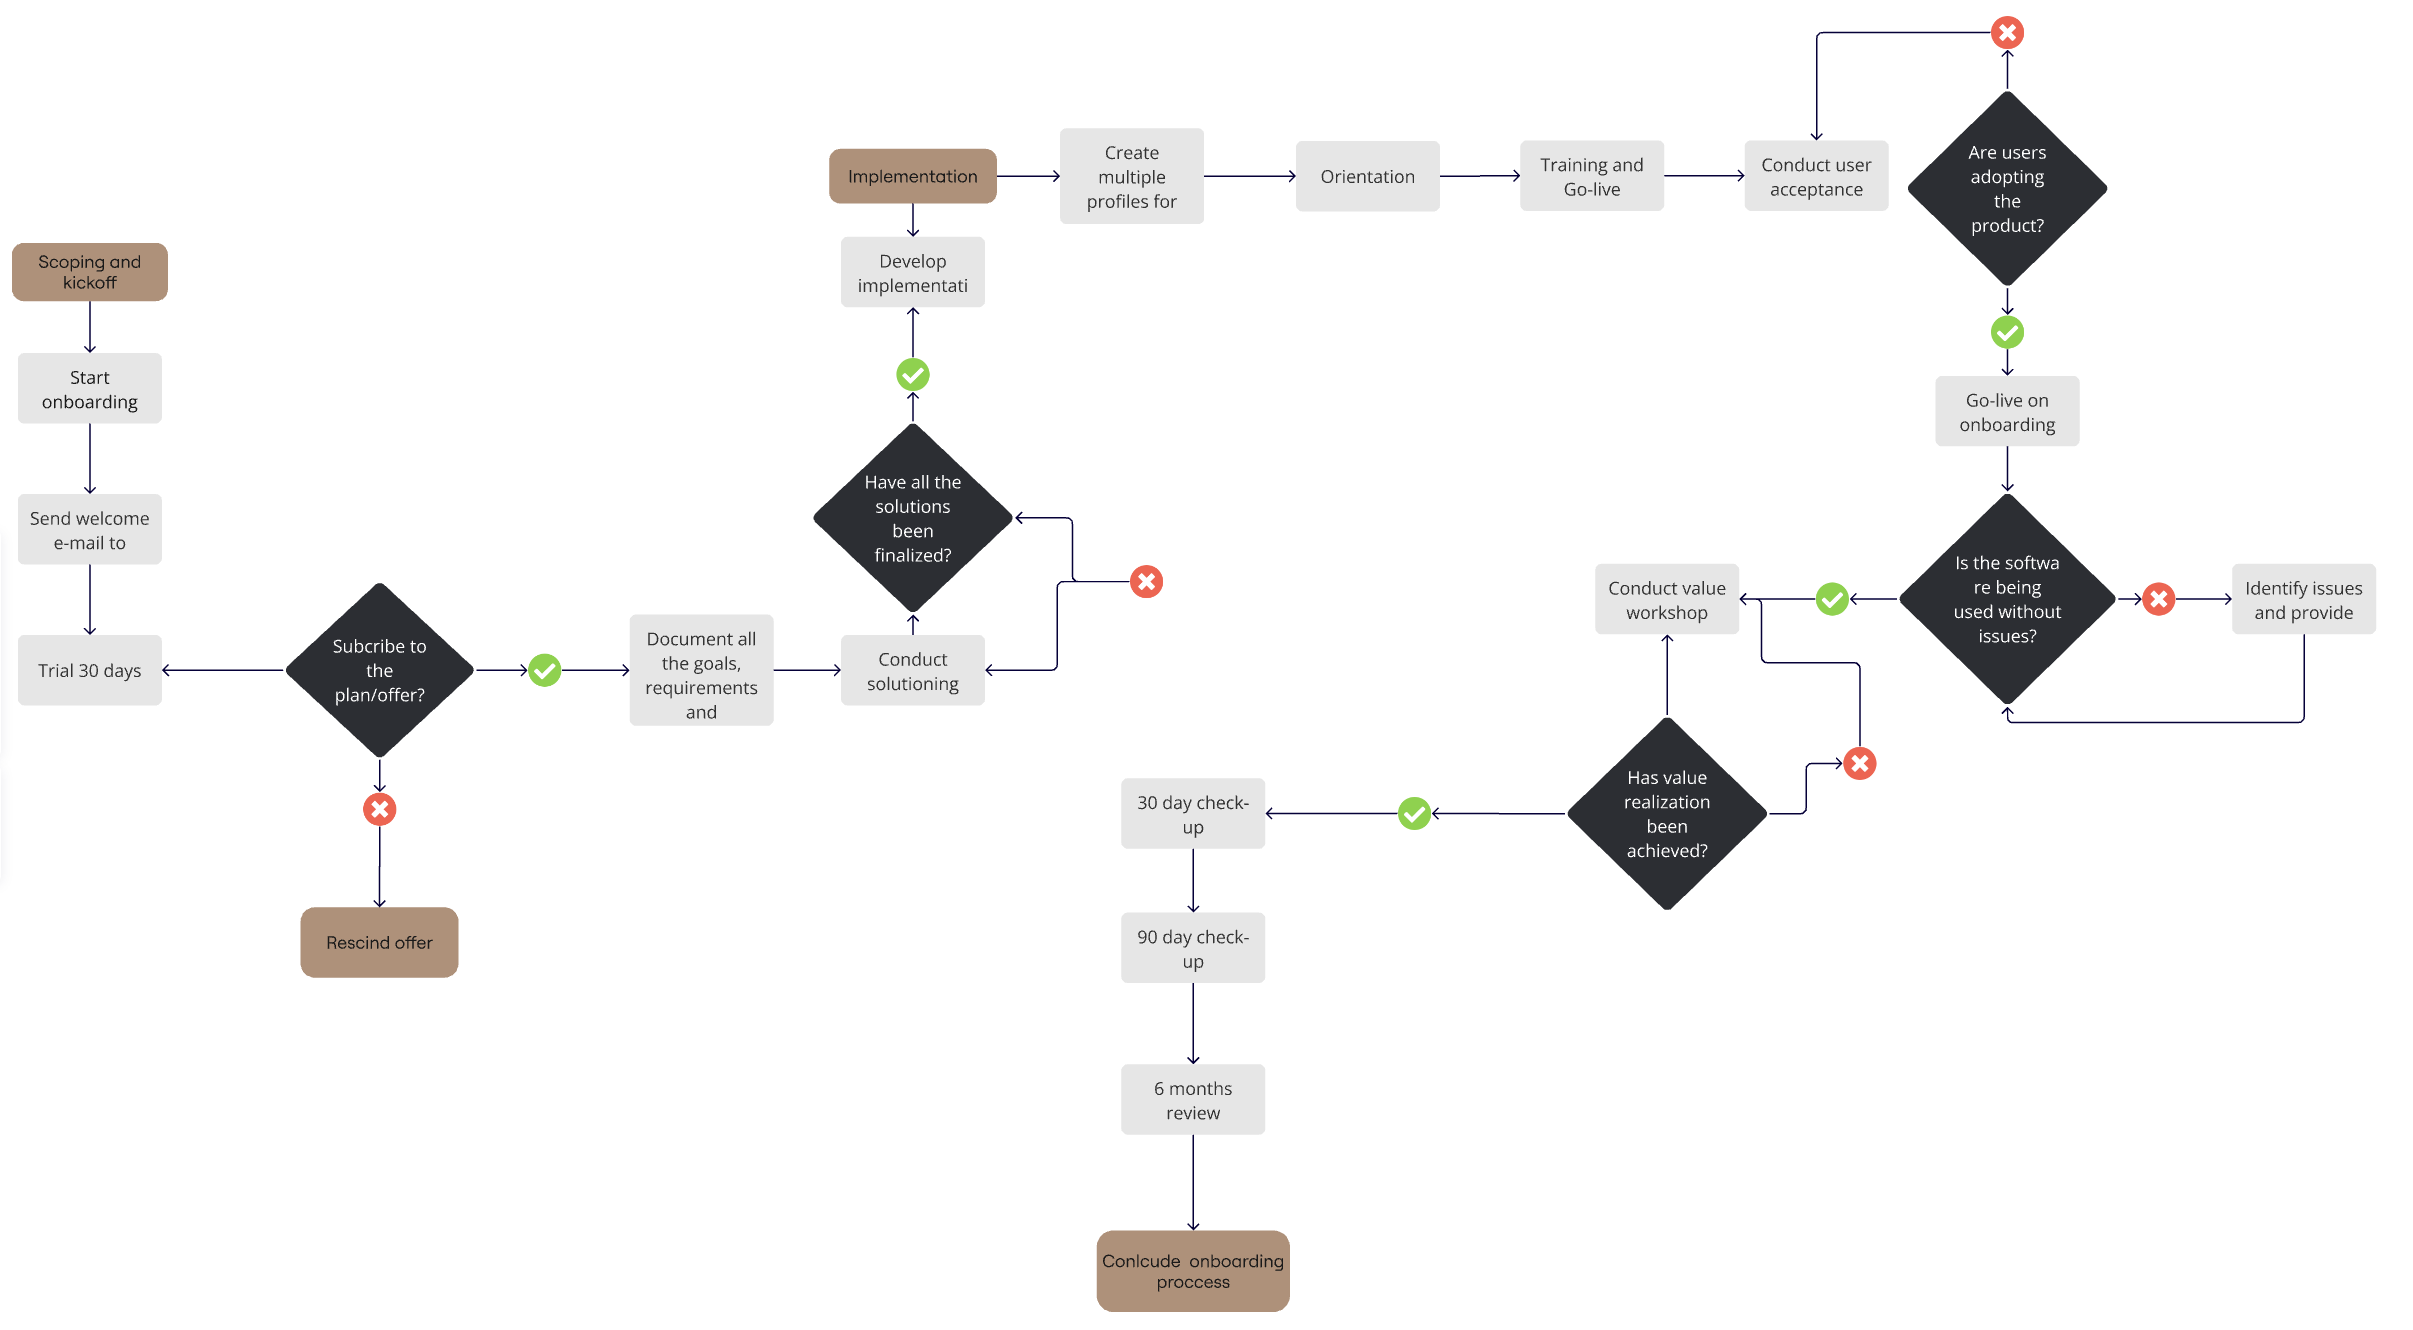 Scoping and
kickoff
Start
onboarding
Send welcome
e-mail to
Trial 30 days
Subcribe to
the
plan/offer?
Rescind offer
Document all
the goals,
requirements
and
Conduct
solutioning
Have all the
solutions
been
finalized?
Develop
implementati
Implementation
Create
multiple
profiles for
Orientation
Training and
Go-live
Conduct user
acceptance
Are users
adopting
the
product?
Go-live on
onboarding
Is the softwa
re being
used without
issues?
Identify issues
and provide
Conduct value
workshop
Has value
realization
been
achieved?
30 day check-
up
90 day check-
up
6 months
review
Conlcude onboarding
proccess